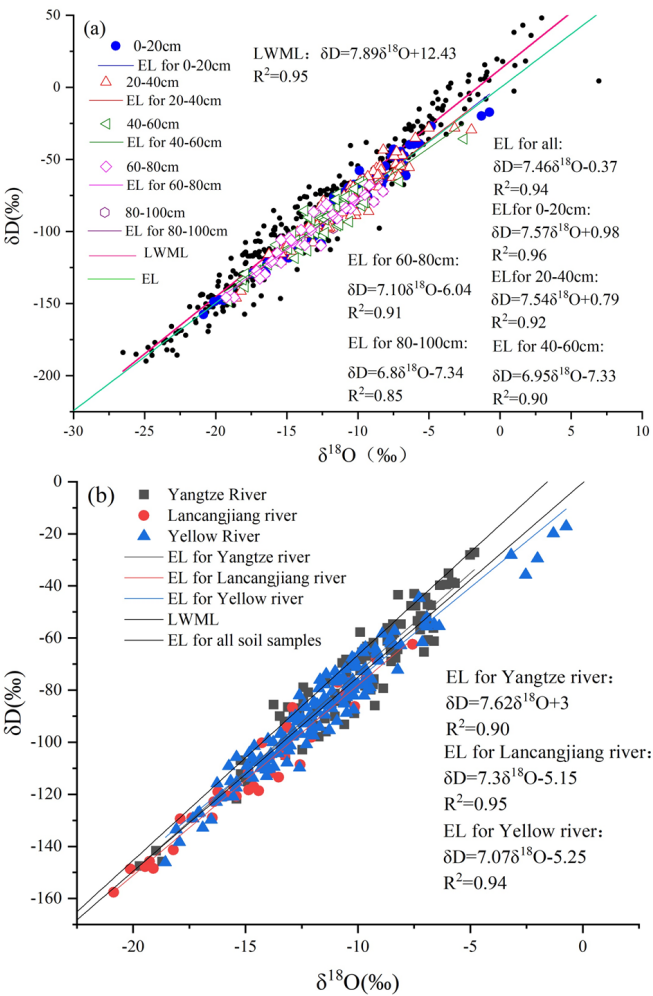 (a)
0-20cm
EL for 0-20cm
20-40cm
EL for 20-40cm
40-60cm
EL for 40-60cm
60-80cm
EL for 60-80cm
80-100cm
EL for 80-100cm
LWML
EL
LWML：δD=7.89δ¹⁸O+12.43
R²=0.95
EL for all:
δD=7.46δ¹⁸O-0.37
R²=0.94
ELfor 0-20cm:
δD=7.57δ¹⁸O+0.98
R²=0.96
ELfor 20-40cm:
δD=7.54δ¹⁸O+0.79
R²=0.92
EL for 40-60cm:
δD=6.95δ¹⁸O-7.33
R²=0.90
EL for 60-80cm:
δD=7.10δ¹⁸O-6.04
R²=0.91
EL for 80-100cm:
δD=6.8δ¹⁸O-7.34
R²=0.85
50
0
-50
-100
-150
-200
δD(‰)
-30 -25 -20 -15 -10 -5 0 5 10
δ¹⁸O（‰）
(b)
Yangtze River
Lancangjiang river
Yellow River
EL for Yangtze river
EL for Lancangjiang river
EL for Yellow river
LWML
EL for all soil samples
EL for Yangtze river：
δD=7.62δ¹⁸O+3
R²=0.90
EL for Lancangjiang river：
δD=7.3δ¹⁸O-5.15
R²=0.95
EL for Yellow river：
δD=7.07δ¹⁸O-5.25
R²=0.94
0
-20
-40
-60
-80
-100
-120
-140
-160
δD(‰)
-20 -15 -10 -5 0
δ¹⁸O(‰)